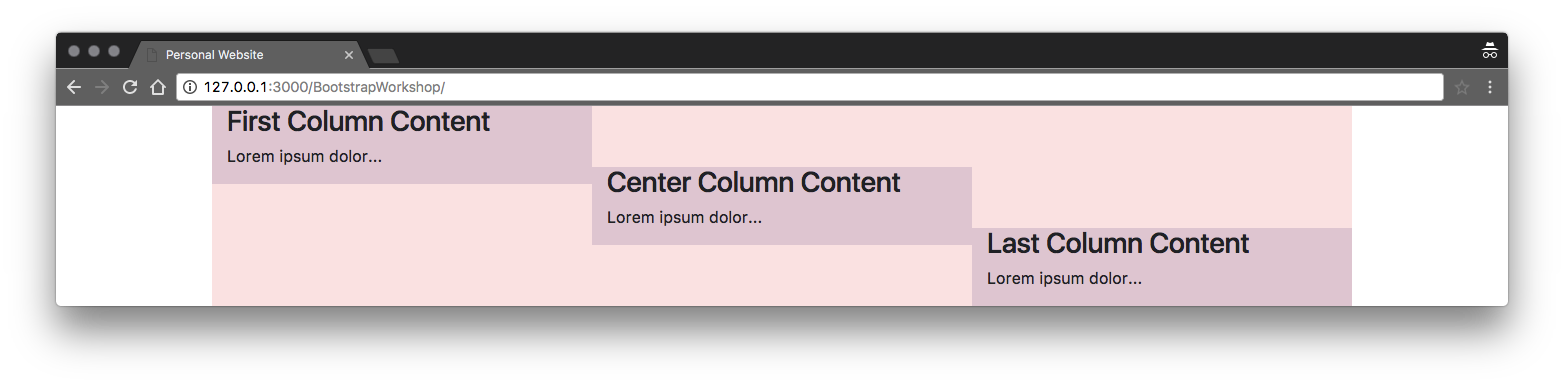 Personal Website
127.0.0.1:3000/BootstrapWorkshop/
First Column Content
Lorem ipsum dolor...
Center Column Content
Lorem ipsum dolor...
Last Column Content
Lorem ipsum dolor...